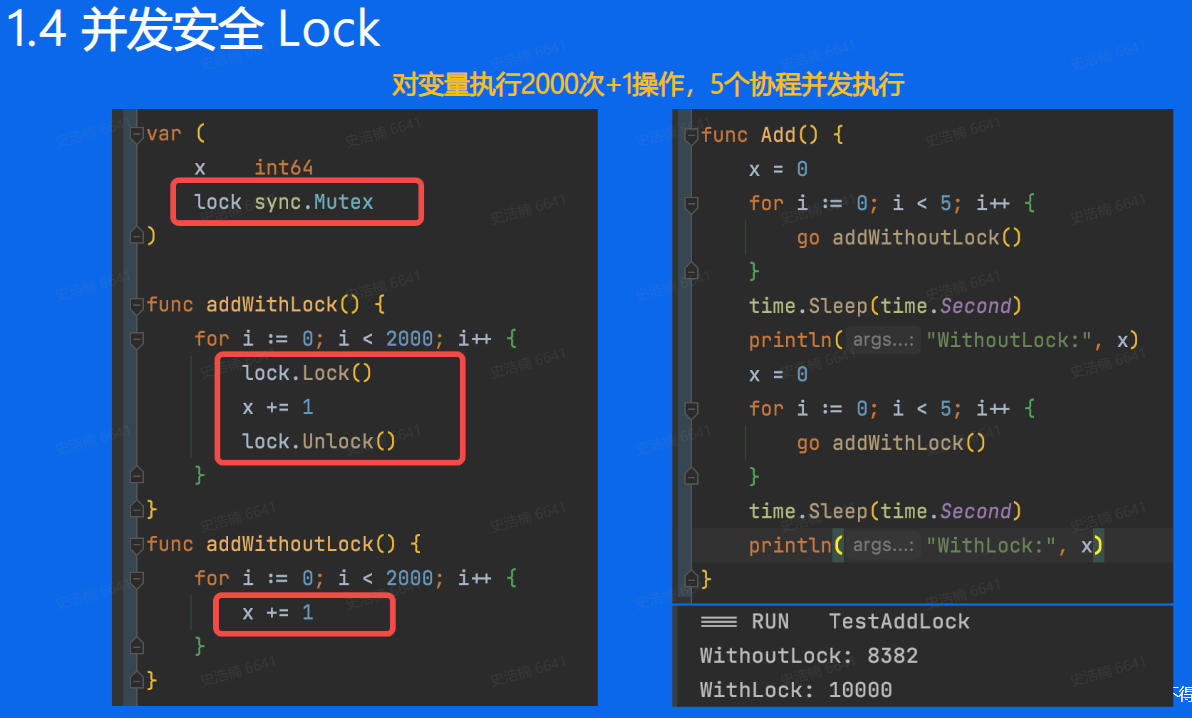 1.4 并发安全 Lock
对变量执行2000次+1操作，5个协程并发执行
var (
x int64
lock sync.Mutex
)
func addWithLock() {
for i := 0; i < 2000; i++ {
lock.Lock()
x += 1
lock.Unlock()
}
}
func addWithoutLock() {
for i := 0; i < 2000; i++ {
x += 1
}
}
func Add() {
x = 0
for i := 0; i < 5; i++ {
go addWithoutLock()
}
time.Sleep(time.Second)
println( args...: "WithoutLock:", x)
x = 0
for i := 0; i < 5; i++ {
go addWithLock()
}
time.Sleep(time.Second)
println( args...: "WithLock:", x)
}
=== RUN TestAddLock
WithoutLock: 8382
WithLock: 10000
史浩楠 6641